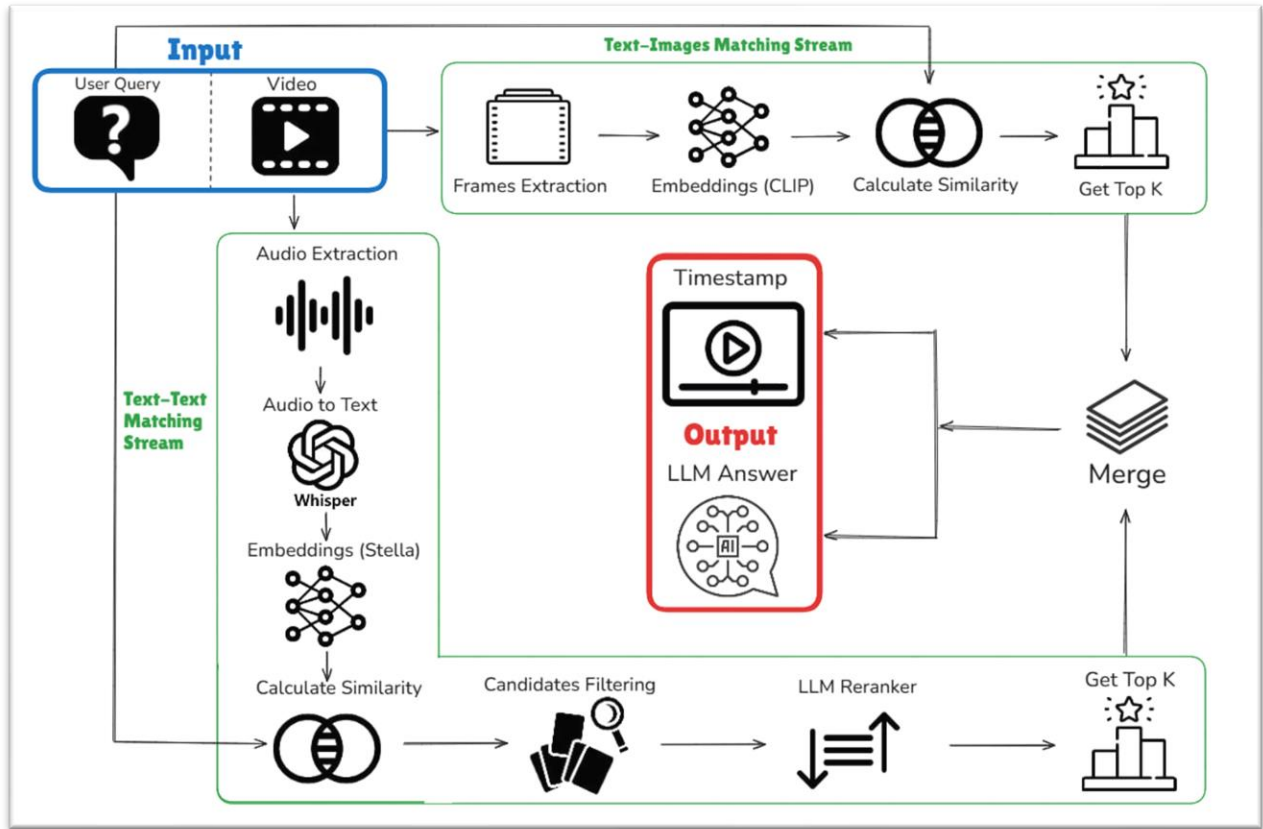 Input
Text-Images Matching Stream
User Query
Video
?
Frames Extraction
Embeddings (CLIP)
Calculate Similarity
Get Top K
Audio Extraction
Timestamp
Text-Text
Matching
Stream
Audio to Text
Whisper
Output
LLM Answer
AI
Merge
Embeddings (Stella)
Calculate Similarity
Candidates Filtering
LLM Reranker
Get Top K